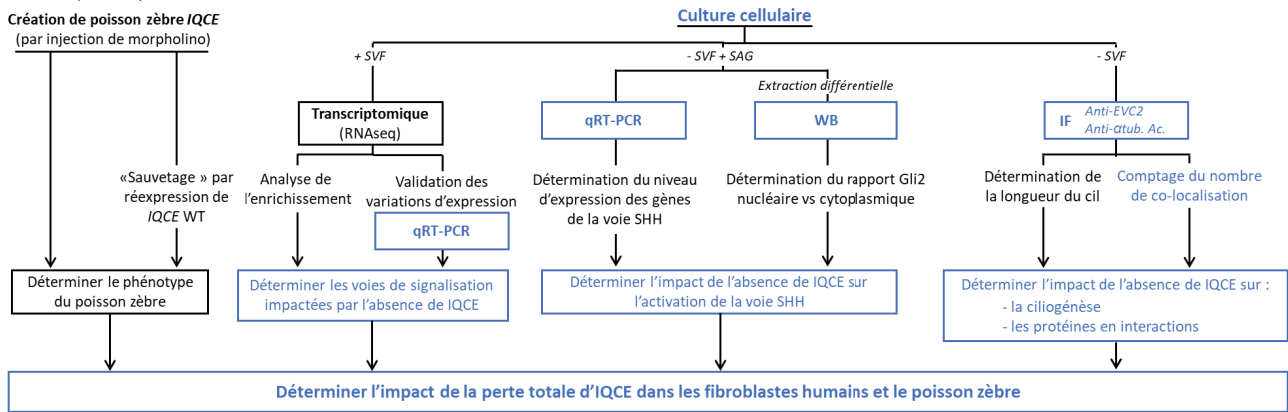 Création de poisson zèbre IQCE
(par injection de morpholino)
Culture cellulaire
+ SVF
- SVF + SAG
- SVF
Extraction différentielle
Transcriptomique
(RNAseq)
qRT-PCR
WB
IF
Anti-EVC2
Anti-αtub. Ac.
«Sauvetage » par
réexpression de
IQCE WT
Analyse de
l'enrichissement
Validation des
variations d'expression
qRT-PCR
Détermination du niveau
d'expression des gènes
de la voie SHH
Détermination du rapport Gli2
nucléaire vs cytoplasmique
Détermination de
la longueur du cil
Comptage du nombre
de co-localisation
Déterminer le phénotype
du poisson zèbre
Déterminer les voies de signalisation
impactées par l'absence de IQCE
Déterminer l'impact de l'absence de IQCE sur
l'activation de la voie SHH
Déterminer l'impact de l'absence de IQCE sur :
- la ciliogénèse
- les protéines en interactions
Déterminer l'impact de la perte totale d'IQCE dans les fibroblastes humains et le poisson zèbre